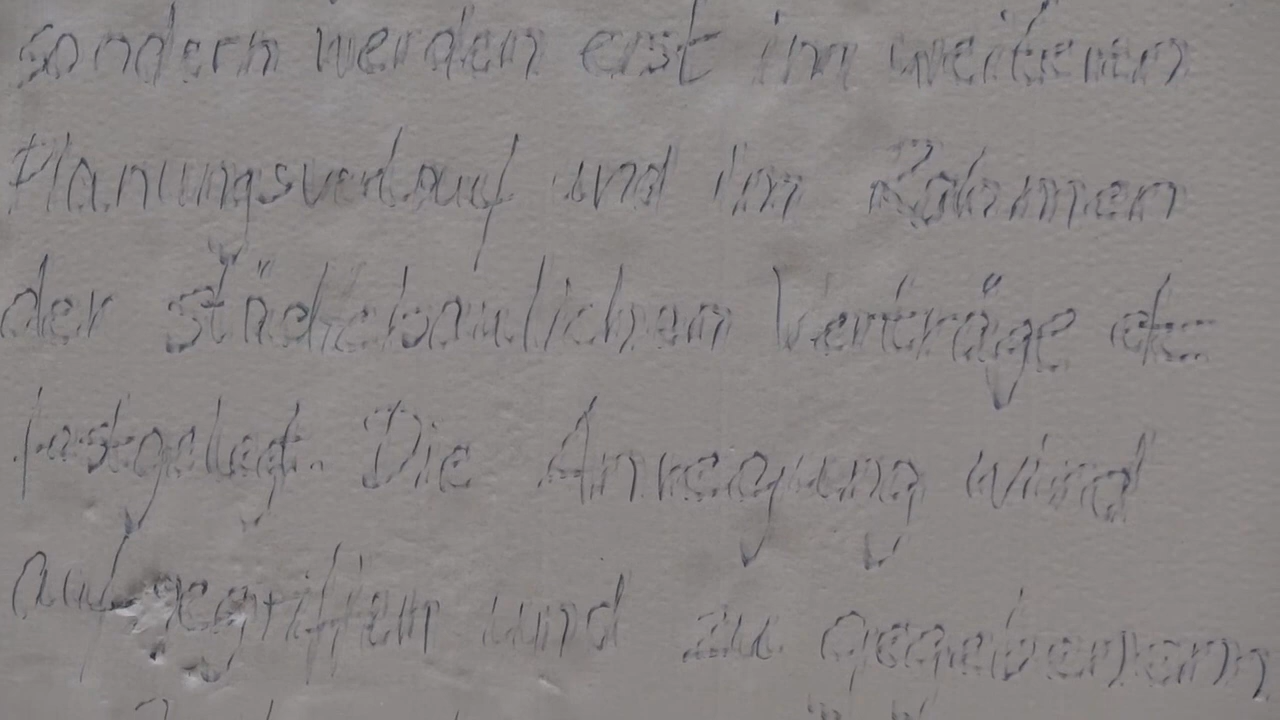 sondern werden erst im weiteren
Planungsverlauf und im Rahmen
der städtebaulichen Verträge etc
festgelegt. Die Anregung wird
aufgegriffen und zu gegebenem